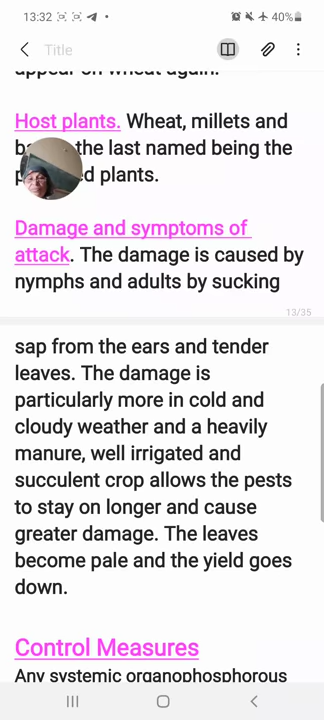 13:32 40%
Title
appear on wheat again.
Host plants. Wheat, millets and
the last named being the
plants.
Damage and symptoms of
attack. The damage is caused by
nymphs and adults by sucking
13/35
sap from the ears and tender
leaves. The damage is
particularly more in cold and
cloudy weather and a heavily
manure, well irrigated and
succulent crop allows the pests
to stay on longer and cause
greater damage. The leaves
become pale and the yield goes
down.
Control Measures
Any systemic organophosphorous